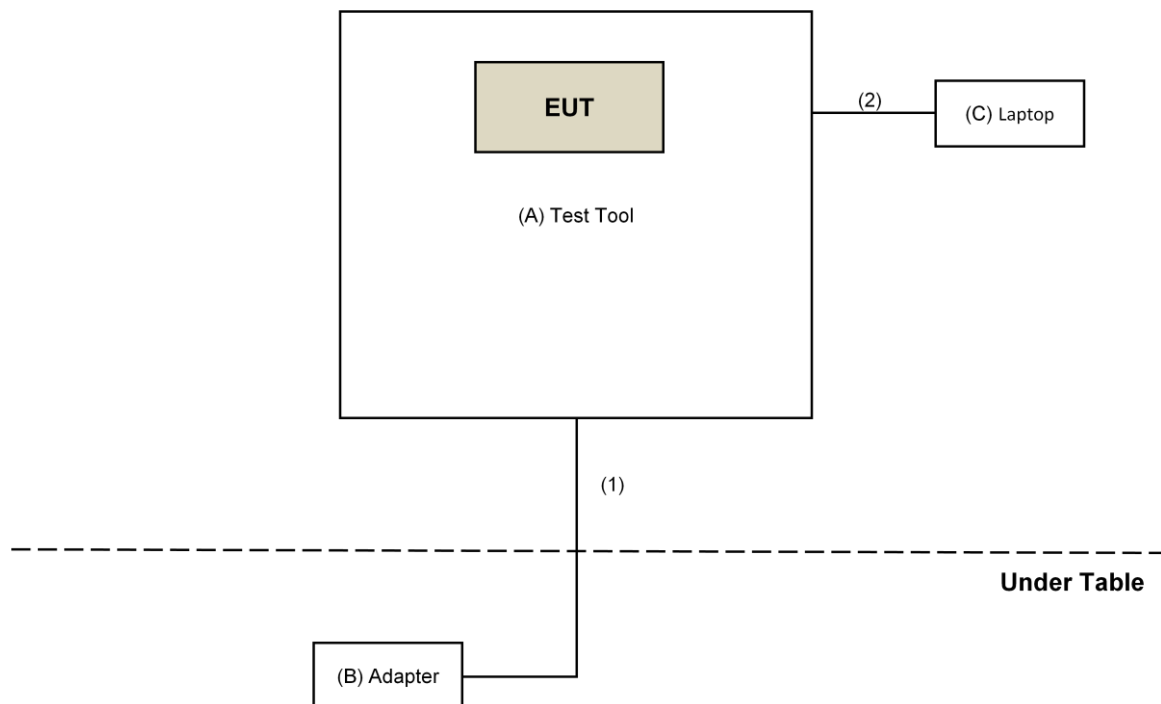 EUT
(2)
(C) Laptop
(A) Test Tool
(1)
Under Table
(B) Adapter